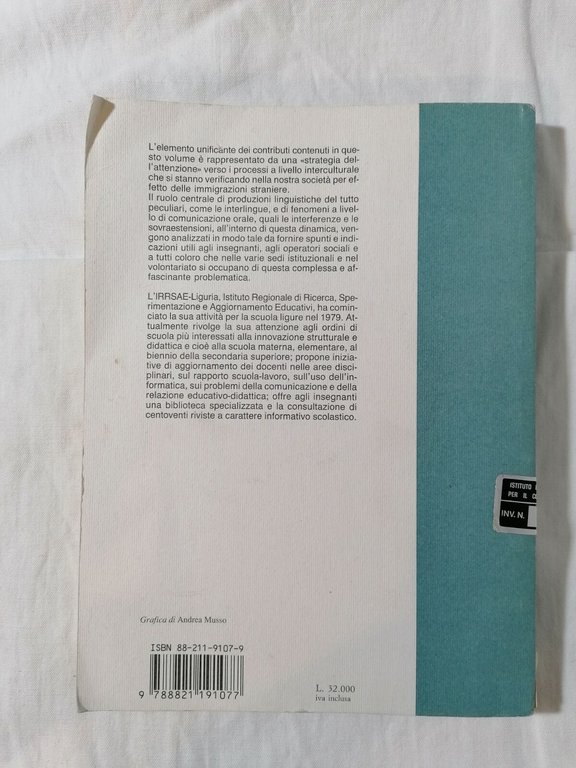 L'elemento unificante dei contributi contenuti in que-
sto volume è rappresentato da una «strategia del-
l'attenzione» verso i processi a livello interculturale
che si stanno verificando nella nostra società per ef-
fetto delle immigrazioni straniere.
Il ruolo centrale di produzioni linguistiche del tutto
peculiari, come le interlingue, e di fenomeni a livel-
lo di comunicazione orale, quali le interferenze e le
sovraestensioni, all'interno di questa dinamica, ven-
gono analizzati in modo tale da fornire spunti e indi-
cazioni utili agli insegnanti, agli operatori sociali e
a tutti coloro che nelle varie sedi istituzionali e nel
volontariato si occupano di questa complessa e af-
fascinante problematica.
L'IRRSAE-Liguria, Istituto Regionale di Ricerca, Spe-
rimentazione e Aggiornamento Educativi, ha comin-
ciato la sua attività per la scuola ligure nel 1979. At-
tualmente rivolge la sua attenzione agli ordini di
scuola più interessati alla innovazione strutturale e
didattica e cioè alla scuola materna, elementare, al
biennio della secondaria superiore; propone iniziat-
ive di aggiornamento dei docenti nelle aree disci-
plinari, sul rapporto scuola-lavoro, sull'uso dell'in-
formatica, sui problemi della comunicazione e della
relazione educativo-didattica; offre agli insegnanti
una biblioteca specializzata e la consultazione di
centoventi riviste a carattere informativo scolastico.
ISTITUTO
PER IL
INV. N.
Grafica di Andrea Musso
ISBN 88-211-9107-9
9 788821 191077
L. 32.000
iva inclusa